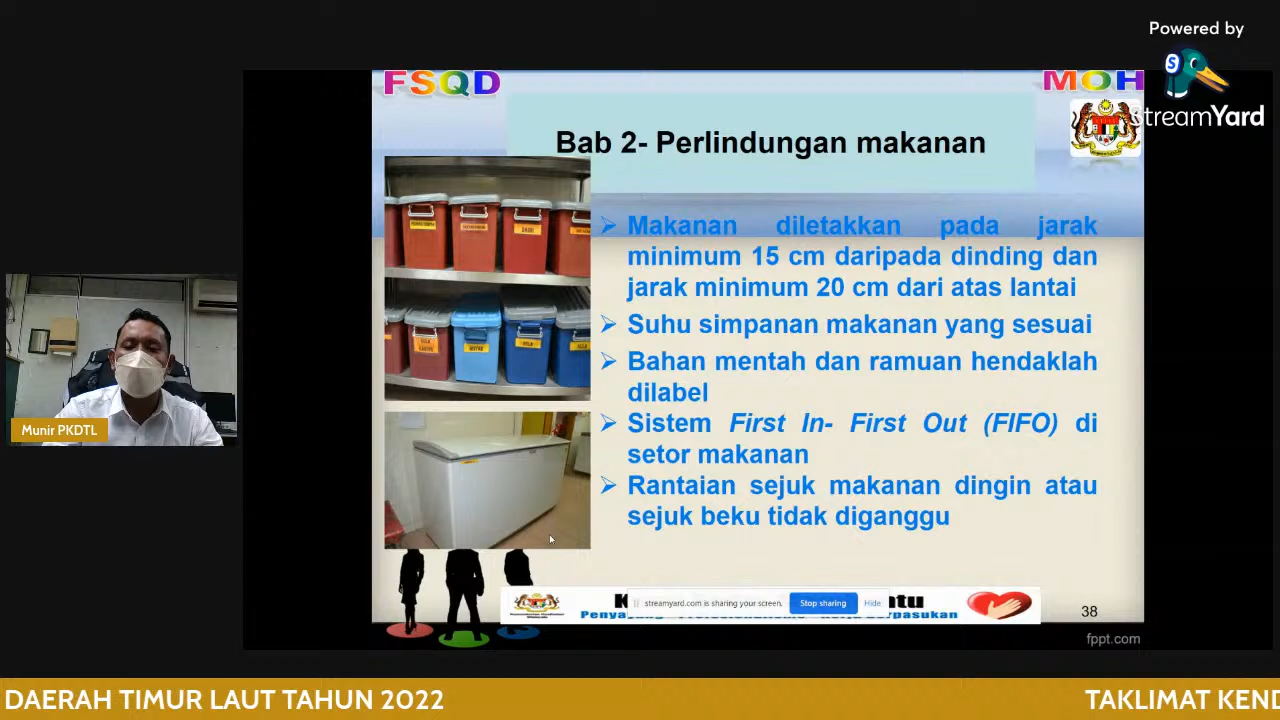 Powered by
StreamYard
FSQD
MOH
Bab 2- Perlindungan makanan
Makanan diletakkan pada jarak
minimum 15 cm daripada dinding dan
jarak minimum 20 cm dari atas lantai
Suhu simpanan makanan yang sesuai
Bahan mentah dan ramuan hendaklah
dilabel
Sistem First In- First Out (FIFO) di
setor makanan
Rantaian sejuk makanan dingin atau
sejuk beku tidak diganggu
Munir PKDTL
streamyard.com is sharing your screen.
Stop sharing
Hide
38
fppt.com
DAERAH TIMUR LAUT TAHUN 2022
TAKLIMAT KEND